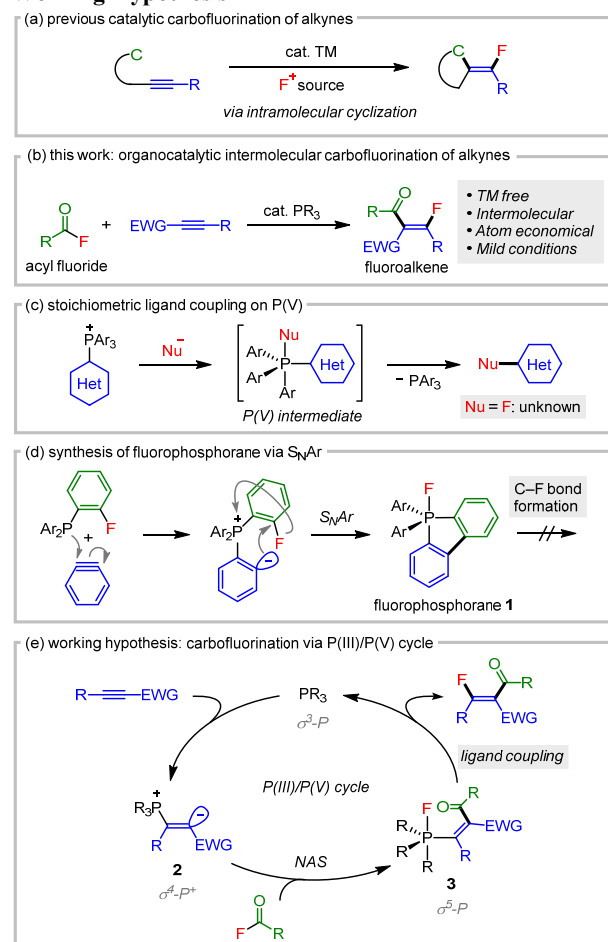 (a) previous catalytic carbofluorination of alkynes
C
R
cat. TM
F+ source
via intramolecular cyclization
C
F
R
(b) this work: organocatalytic intermolecular carbofluorination of alkynes
O
R
F
acyl fluoride
+
EWG
R
cat. PR3
O
R
F
EWG
R
fluoroalkene
• TM free
• Intermolecular
• Atom economical
• Mild conditions
(c) stoichiometric ligand coupling on P(V)
+
PAr3
Het
Nu−
Nu
Ar
P
Het
Ar
Ar
P(V) intermediate
− PAr3
Nu
Het
Nu = F: unknown
(d) synthesis of fluorophosphorane via SNAr
Ar2P
F
+
+
Ar2P
F
−
SNAr
F
Ar
P
Ar
fluorophosphorane 1
C–F bond
formation
(e) working hypothesis: carbofluorination via P(III)/P(V) cycle
R
EWG
PR3
σ3-P
F
O
R
R
EWG
ligand coupling
P(III)/P(V) cycle
+
R3P
−
R
EWG
2
σ4-P+
NAS
O
F
R
F
O
R
R
P
EWG
R
R
R
3
σ5-P